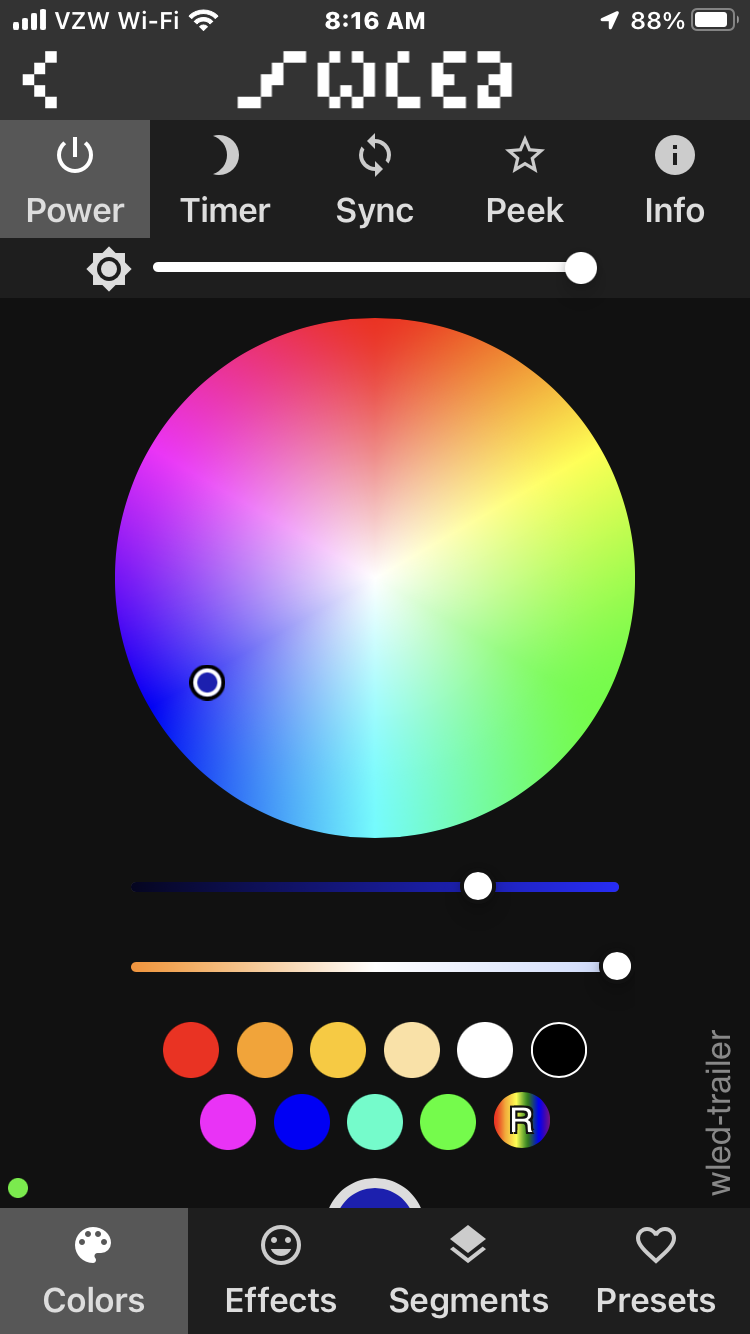 VZW Wi-Fi 8:16 AM 88%
WLED
Power Timer Sync Peek Info
R
wled-trailer
Colors Effects Segments Presets